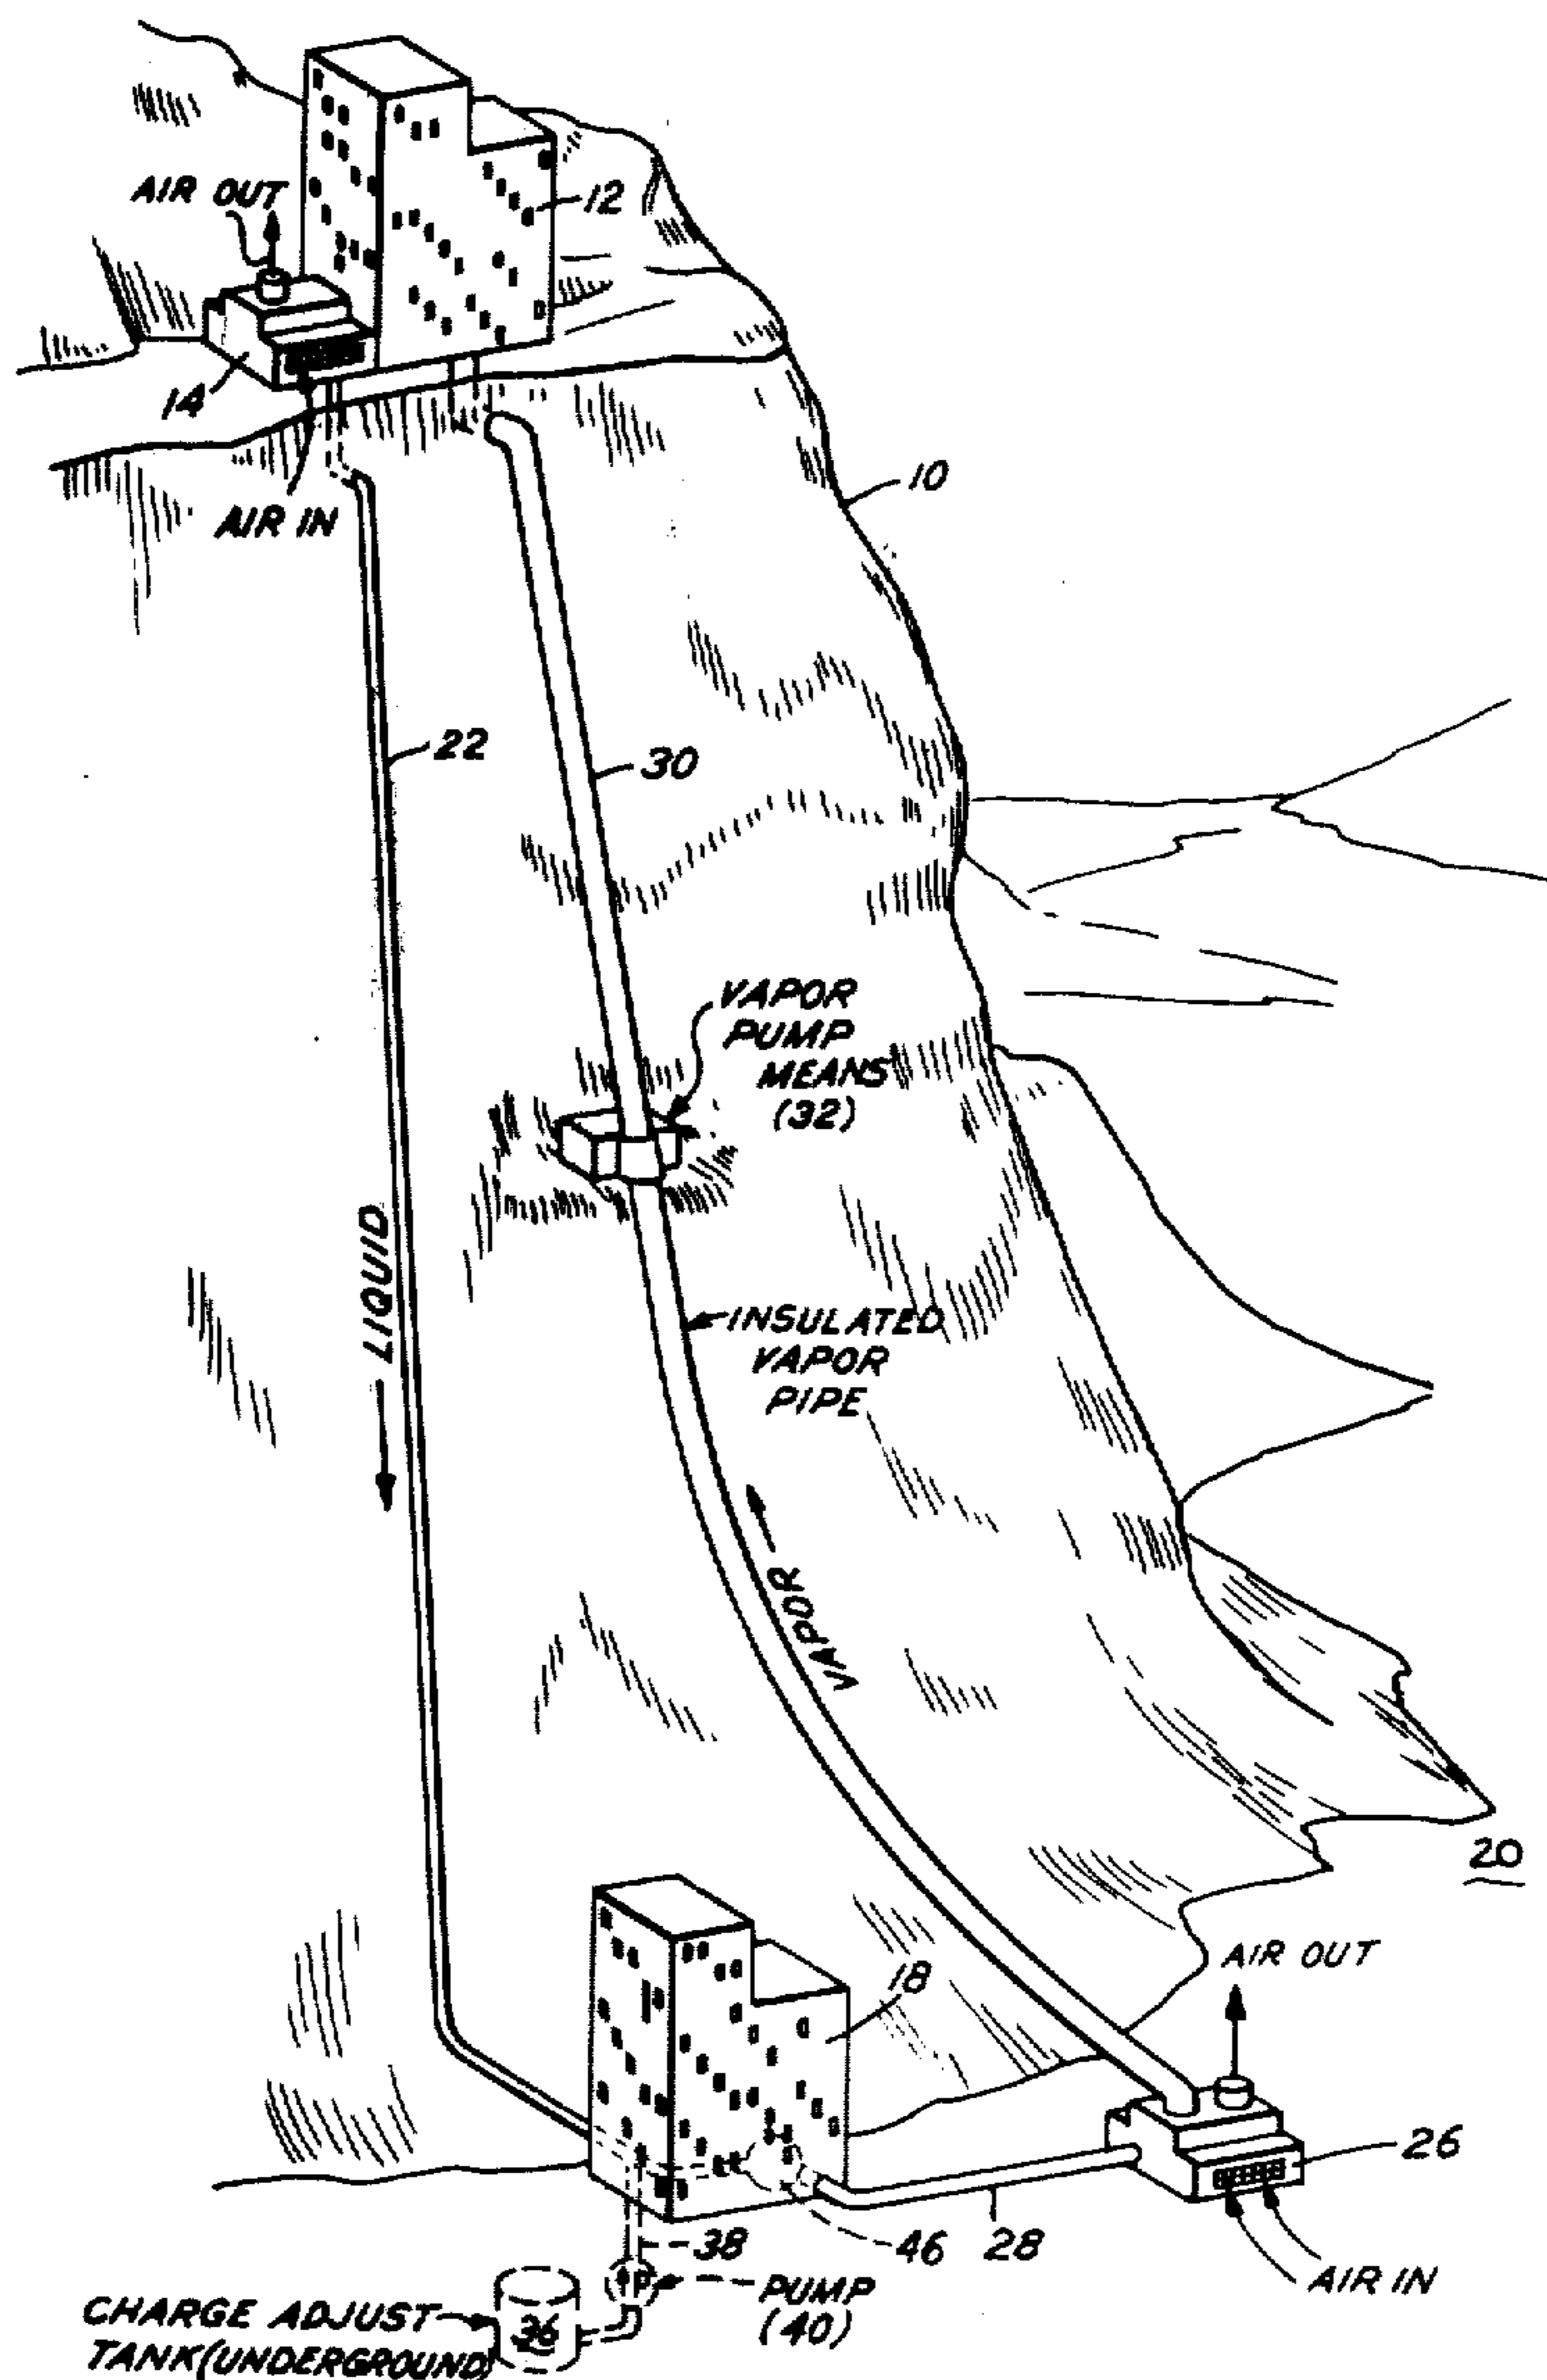 AIR OUT
12
14
AIR IN
10
22
30
VAPOR
PUMP
MEANS
(32)
LIQUID
INSULATED
VAPOR
PIPE
VAPOR
20
AIR OUT
18
26
38
46
28
AIR IN
PUMP
(40)
CHARGE ADJUST
36
TANK (UNDERGROUND)